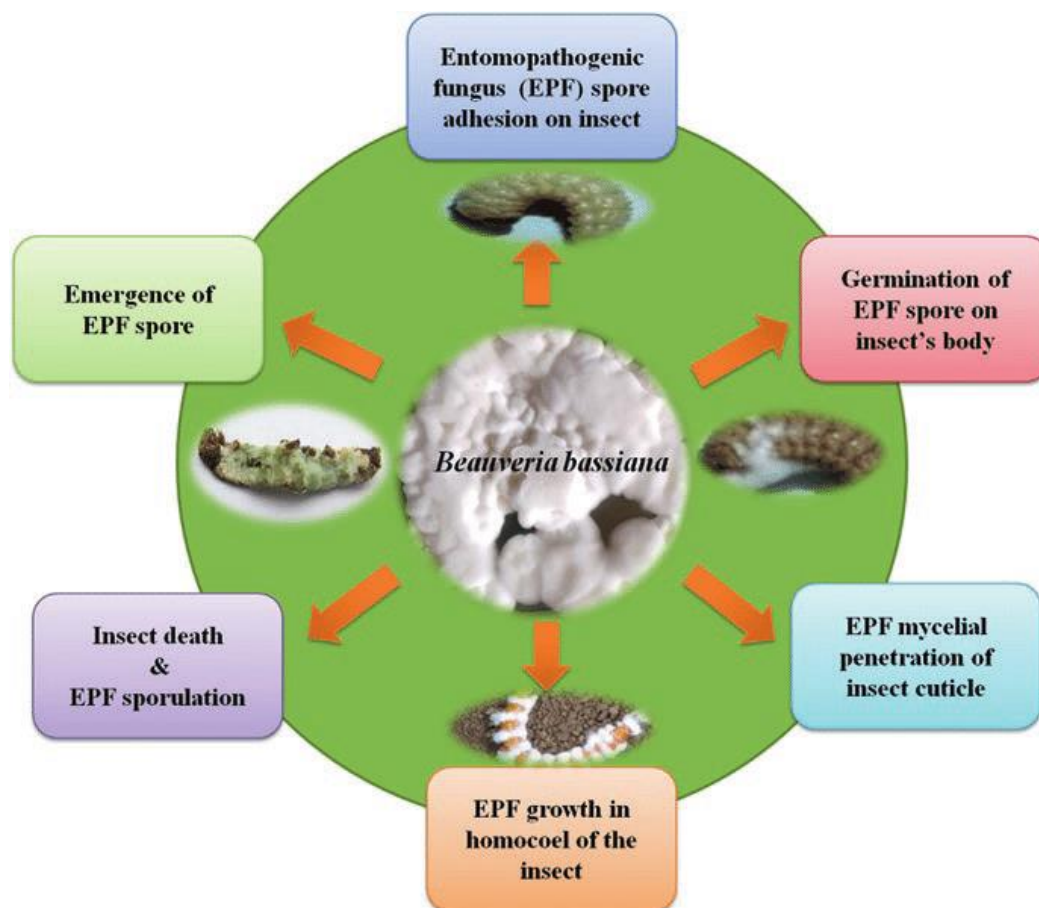 Entomopathogenic
fungus (EPF) spore
adhesion on insect
Germination of
EPF spore on
insect's body
EPF mycelial
penetration of
insect cuticle
EPF growth in
homocoel of the
insect
Insect death
&
EPF sporulation
Emergence of
EPF spore
Beauveria bassiana